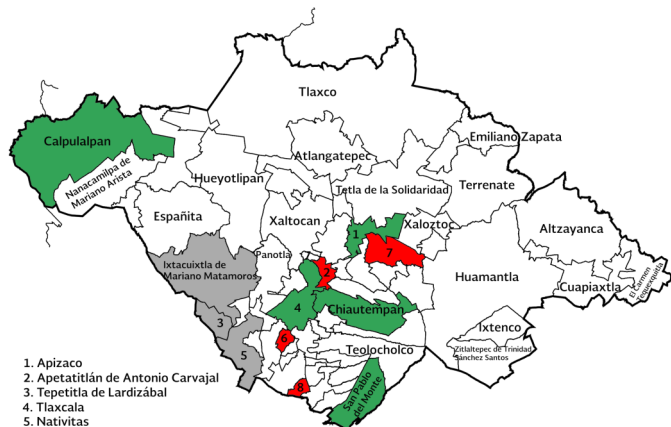 Tlaxco
Calpulalpan
Nanacamilpa de
Mariano Arista
Emiliano Zapata
Atlangatepec
Hueyotlipan
Tetla de la Solidaridad
Terrenate
Españita
Xaltocan
Xaloztoc
Altzayanca
1
7
Panotla
Ixtacuixtla
de Mariano Matamoros
2
Huamantla
El Carmen
Tequexquitla
Cuapiaxtla
4
Chiautempan
3
Ixtenco
6
5
Teolocholco
Zitlaltepec de Trinidad
Sánchez Santos
8
San Pablo
del Monte
1. Apizaco
2. Apetatitlán de Antonio Carvajal
3. Tepetitla de Lardizábal
4. Tlaxcala
5. Nativitas